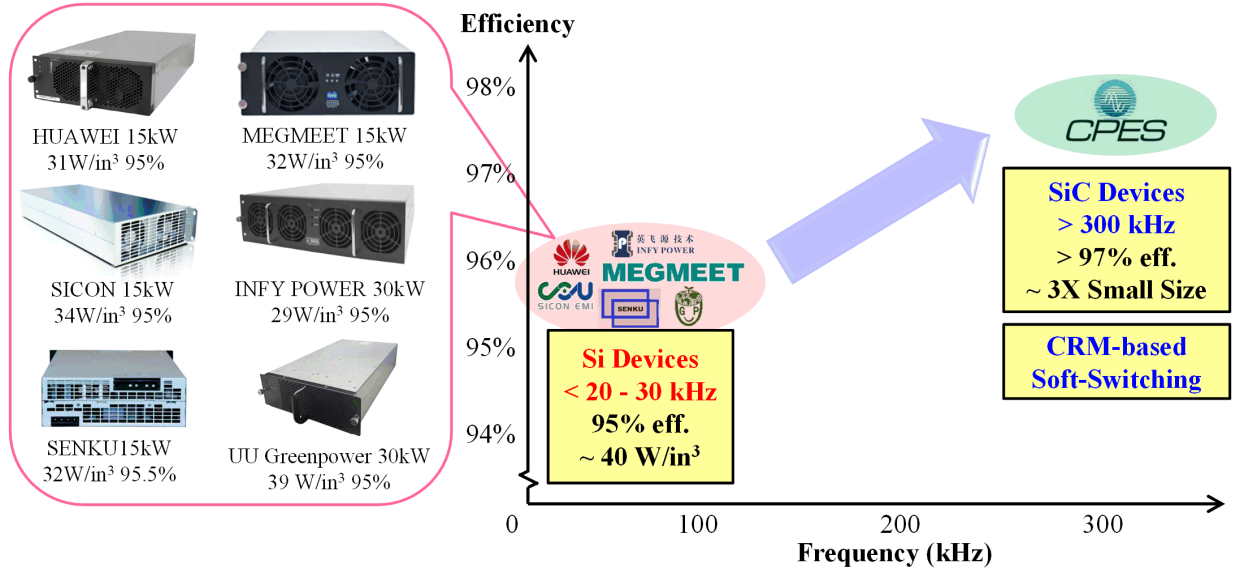 HUAWEI 15kW
31W/in³ 95%
MEGMEET 15kW
32W/in³ 95%
SICON 15kW
34W/in³ 95%
INFY POWER 30kW
29W/in³ 95%
SENKU15kW
32W/in³ 95.5%
UU Greenpower 30kW
39 W/in³ 95%
Efficiency
98%
97%
96%
95%
94%
英飞源技术
INFY POWER
HUAWEI
MEGMEET
SICON EMI
SENKU
G P
Si Devices
< 20 - 30 kHz
95% eff.
~ 40 W/in³
CPES
SiC Devices
> 300 kHz
> 97% eff.
~ 3X Small Size
CRM-based
Soft-Switching
0
100
200
300
Frequency (kHz)